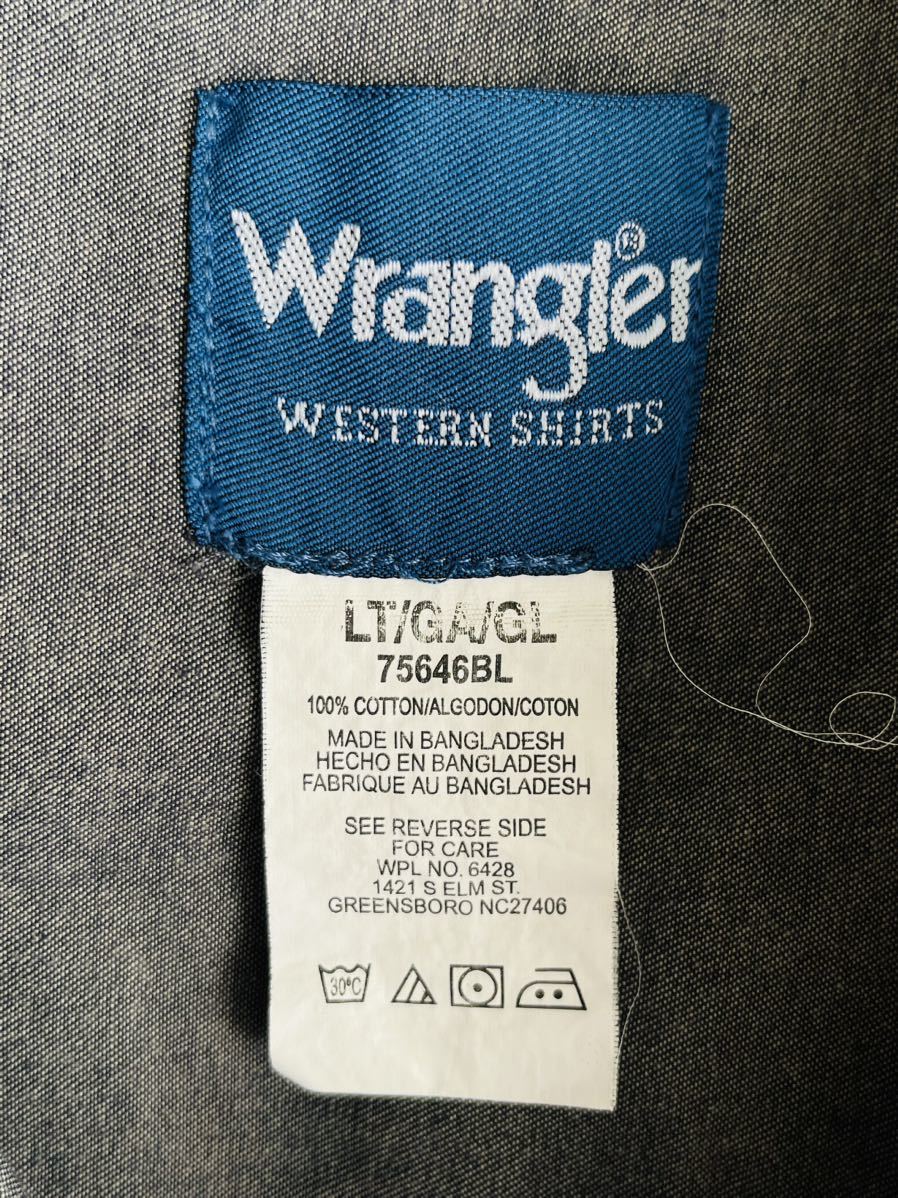 Wrangler®
WESTERN SHIRTS
LT/GA/GL
75646BL
100% COTTON/ALGODON/COTON
MADE IN BANGLADESH
HECHO EN BANGLADESH
FABRIQUE AU BANGLADESH
SEE REVERSE SIDE
FOR CARE
WPL NO. 6428
1421 S ELM ST.
GREENSBORO NC27406
30°C